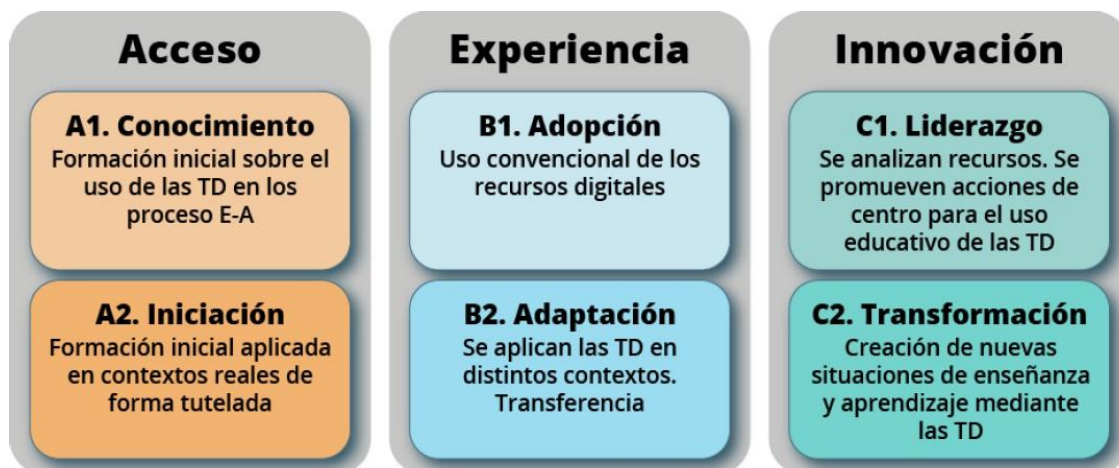 Acceso
A1. Conocimiento
Formación inicial sobre el
uso de las TD en los
proceso E-A
A2. Iniciación
Formación inicial aplicada
en contextos reales de
forma tutelada
Experiencia
B1. Adopción
Uso convencional de los
recursos digitales
B2. Adaptación
Se aplican las TD en
distintos contextos.
Transferencia
Innovación
C1. Liderazgo
Se analizan recursos. Se
promueven acciones de
centro para el uso
educativo de las TD
C2. Transformación
Creación de nuevas
situaciones de enseñanza
y aprendizaje mediante
las TD